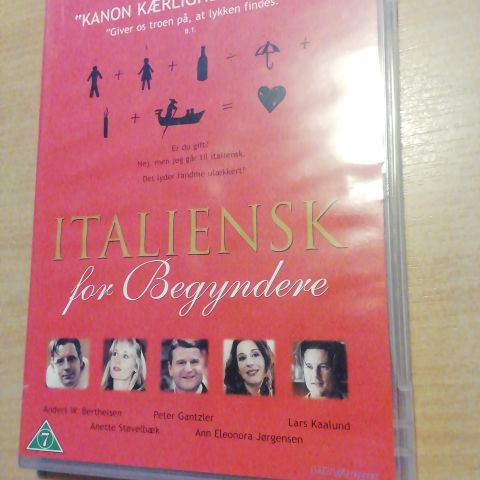 "KANON KÆRLIGHE
"Giver os troen på, at lykken findes."
B.T.
+ + - +
+ =
Er du gift?
Nej, men jeg går til italiensk.
Det lyder fandme ulækkert!
ITALIENSK
for Begyndere
Anders W. Berthelsen Peter Gantzler Lars Kaalund
Anette Støvelbæk Ann Eleonora Jørgensen
7